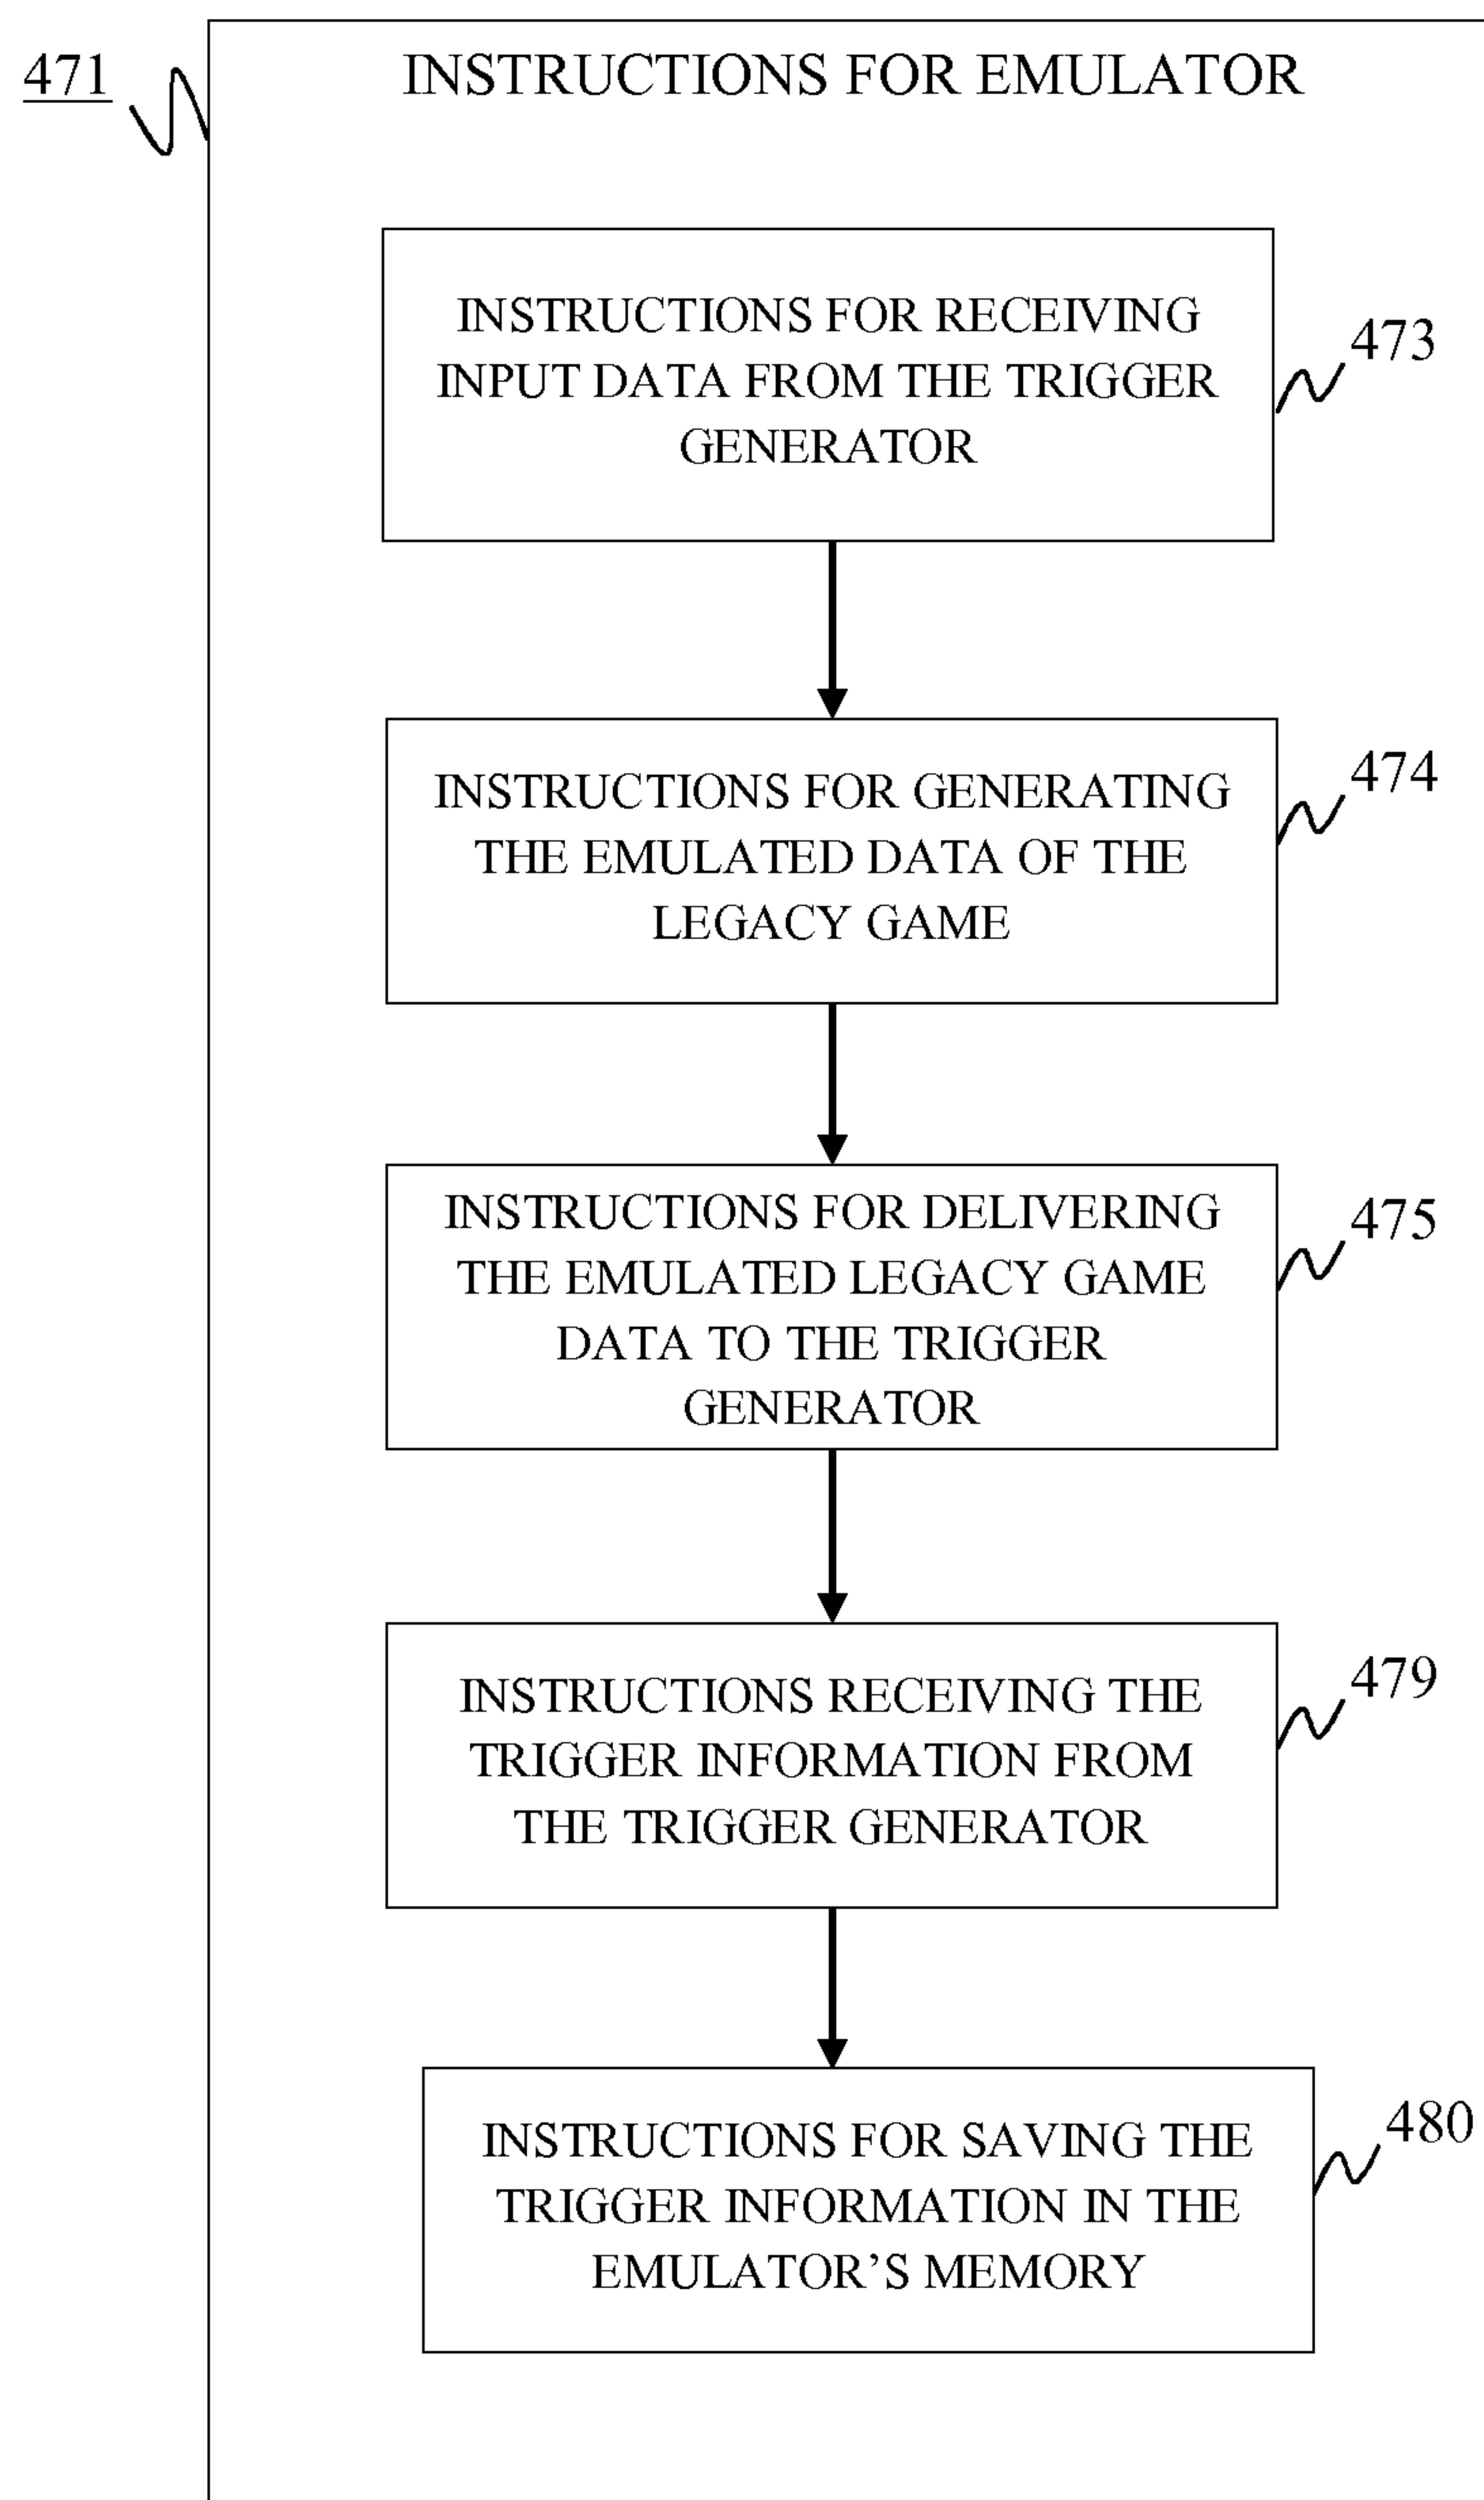 471
INSTRUCTIONS FOR EMULATOR
INSTRUCTIONS FOR RECEIVING
INPUT DATA FROM THE TRIGGER
GENERATOR
473
INSTRUCTIONS FOR GENERATING
THE EMULATED DATA OF THE
LEGACY GAME
474
INSTRUCTIONS FOR DELIVERING
THE EMULATED LEGACY GAME
DATA TO THE TRIGGER
GENERATOR
475
INSTRUCTIONS RECEIVING THE
TRIGGER INFORMATION FROM
THE TRIGGER GENERATOR
479
INSTRUCTIONS FOR SAVING THE
TRIGGER INFORMATION IN THE
EMULATOR’S MEMORY
480